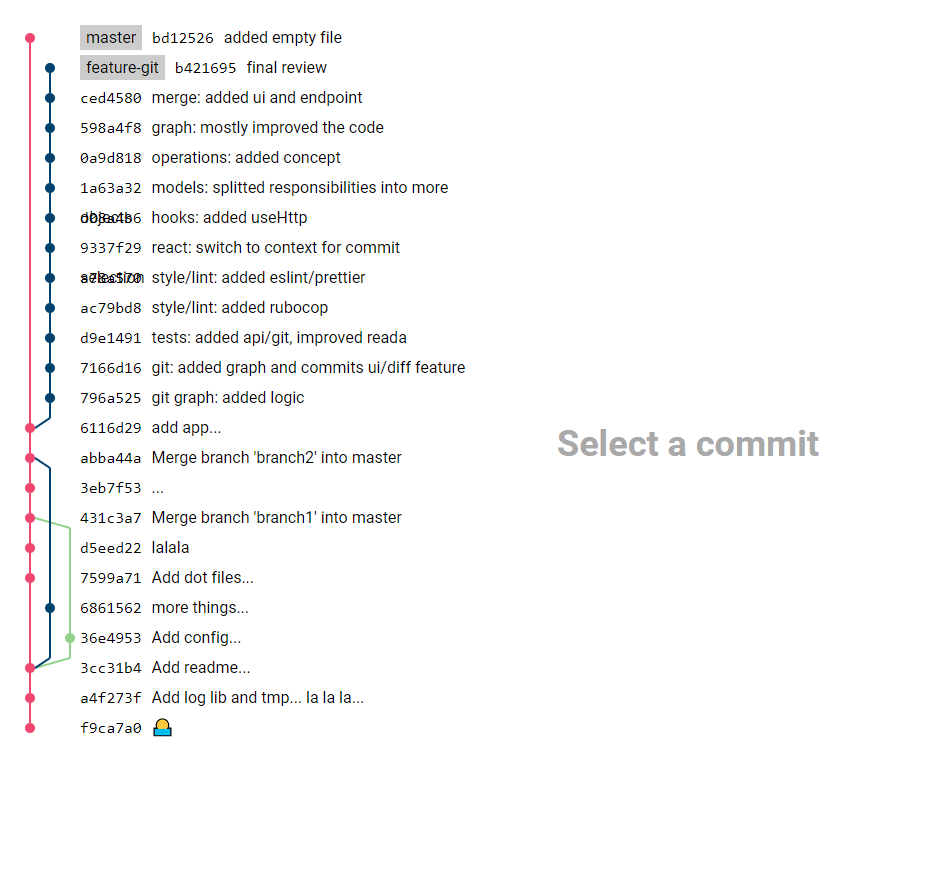 master bd12526 added empty file
feature-git b421695 final review
ced4580 merge: added ui and endpoint
598a4f8 graph: mostly improved the code
0a9d818 operations: added concept
1a63a32 models: splitted responsibilities into more
hooks: added useHttp
9337f29 react: switch to context for commit
selection style/lint: added eslint/prettier
ac79bd8 style/lint: added rubocop
d9e1491 tests: added api/git, improved reada
7166d16 git: added graph and commits ui/diff feature
796a525 git graph: added logic
6116d29 add app...
Select a commit
abba44a Merge branch 'branch2' into master
3eb7f53 ...
431c3a7 Merge branch 'branch1' into master
d5eed22 lalala
7599a71 Add dot files...
6861562 more things...
36e4953 Add config...
3cc31b4 Add readme...
a4f273f Add log lib and tmp... la la la...
f9ca7a0